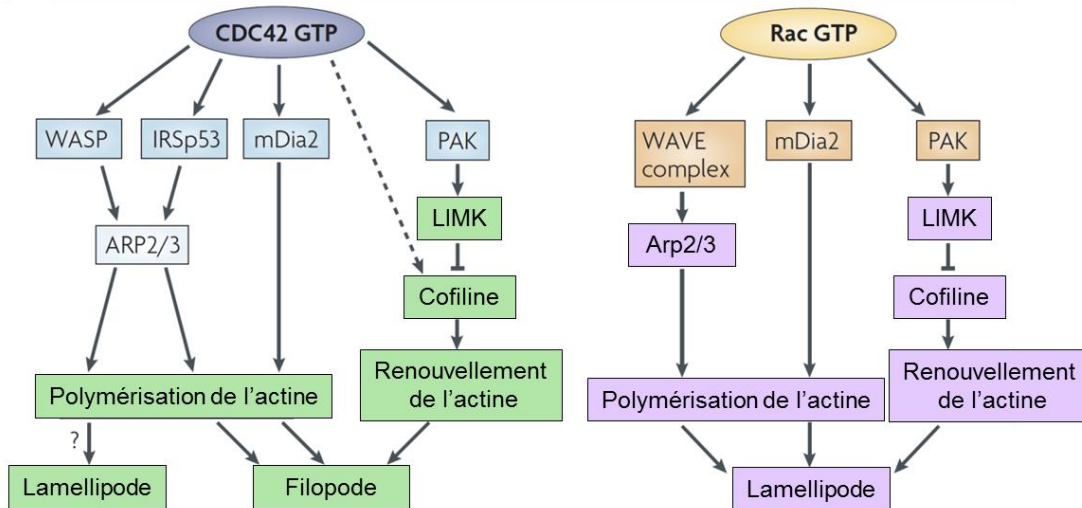 CDC42 GTP
WASP
IRSp53
mDia2
PAK
LIMK
ARP2/3
Cofiline
Polymérisation de l'actine
Renouvellement
de l'actine
?
Lamellipode
Filopode
Rac GTP
WAVE
complex
mDia2
PAK
Arp2/3
LIMK
Cofiline
Polymérisation de l'actine
Renouvellement
de l'actine
Lamellipode